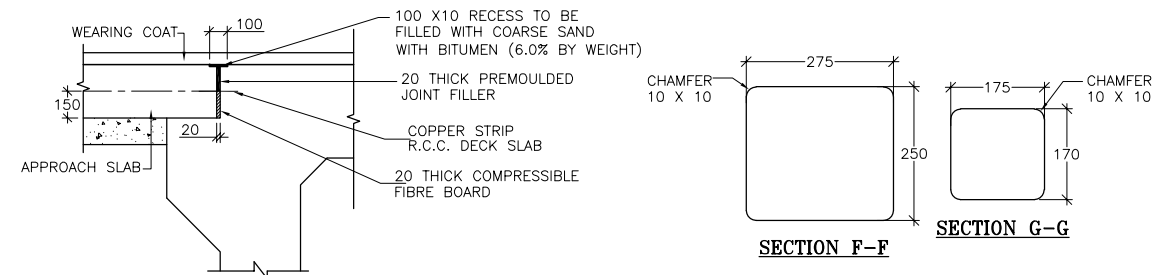 WEARING COAT
100
100 X10 RECESS TO BE
FILLED WITH COARSE SAND
WITH BITUMEN (6.0% BY WEIGHT)
20 THICK PREMOULDED
JOINT FILLER
150
20
COPPER STRIP
R.C.C. DECK SLAB
APPROACH SLAB
20 THICK COMPRESSIBLE
FIBRE BOARD
275
CHAMFER
10 X 10
250
SECTION F-F
175
CHAMFER
10 X 10
170
SECTION G-G